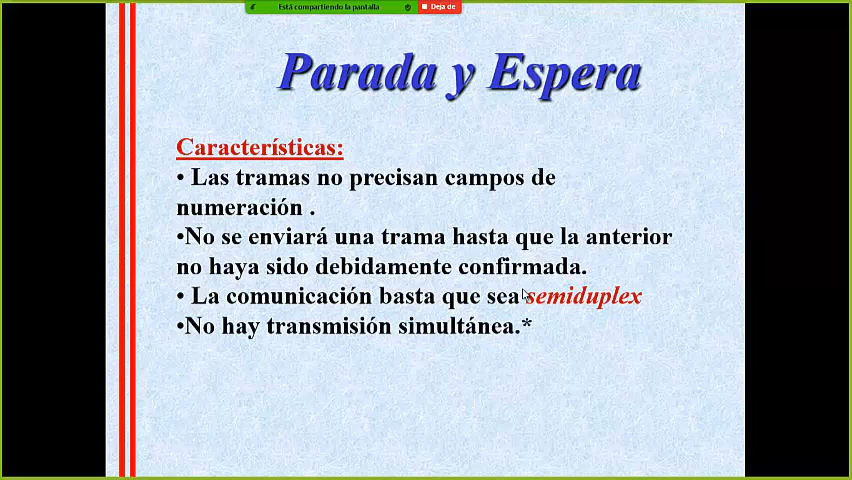 Está compartiendo la pantalla
Deja de
Parada y Espera
Características:
• Las tramas no precisan campos de
numeración .
•No se enviará una trama hasta que la anterior
no haya sido debidamente confirmada.
• La comunicación basta que sea semiduplex
•No hay transmisión simultánea.*